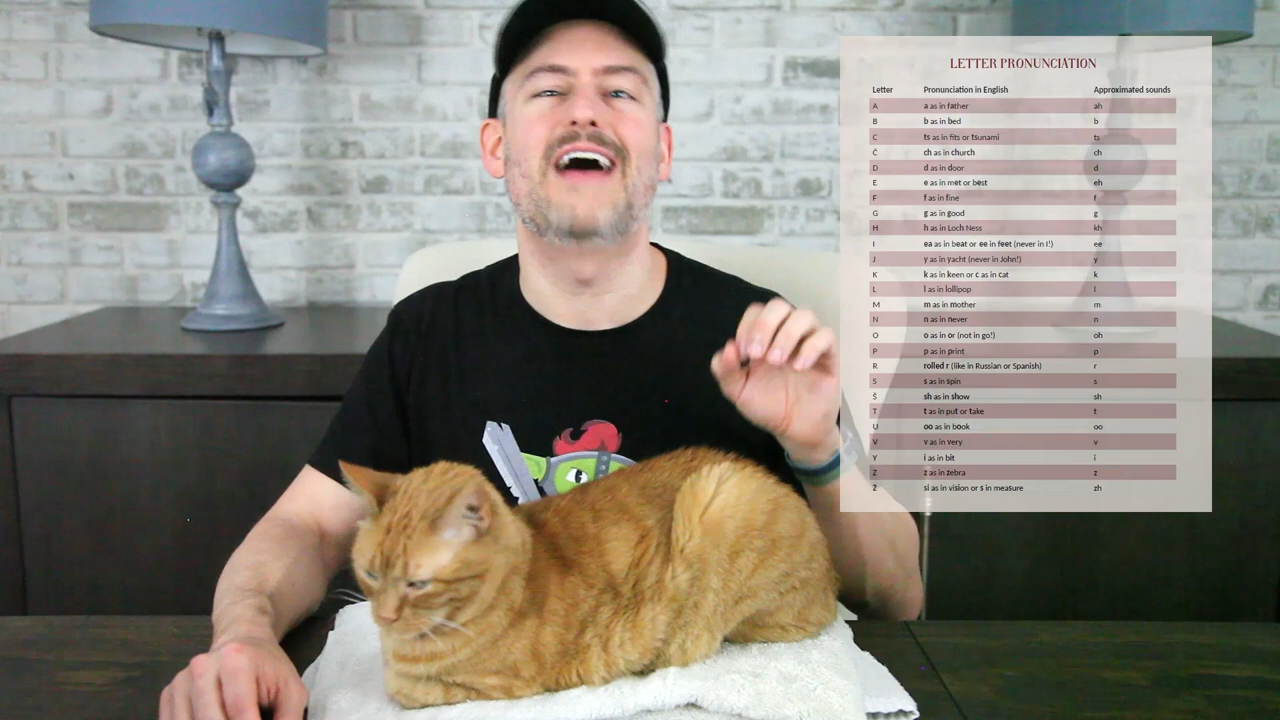 LETTER PRONUNCIATION
Letter Pronunciation in English Approximated sounds
A a as in father ah
B b as in bed b
C ts as in fits or tsunami ts
Č ch as in church ch
D d as in door d
E e as in met or best eh
F f as in fine f
G g as in good g
H h as in Loch Ness kh
I ea as in beat or ee in feet (never in I!) ee
J y as in yacht (never in John!) y
K k as in keen or c as in cat k
L l as in lollipop l
M m as in mother m
N n as in never n
O o as in or (not in go!) oh
P p as in print p
R rolled r (like in Russian or Spanish) r
S s as in spin s
Š sh as in show sh
T t as in put or take t
U oo as in book oo
V v as in very v
Y i as in bit i
Z z as in zebra z
Ž si as in vision or s in measure zh